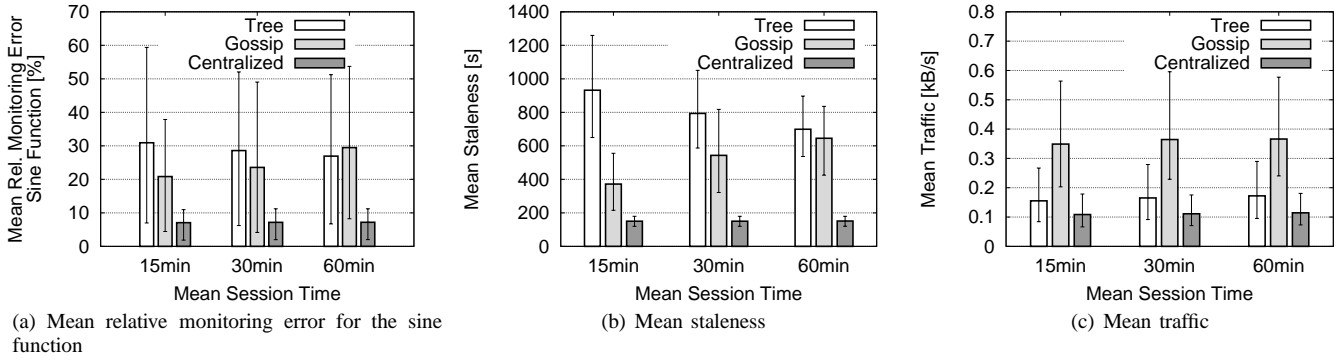 Mean Rel. Monitoring Error
Sine Function [%]
70
60
50
40
30
20
10
0
Tree
Gossip
Centralized
15min
30min
60min
Mean Session Time
(a) Mean relative monitoring error for the sine
function
Mean Staleness [s]
1400
1200
1000
800
600
400
200
0
Tree
Gossip
Centralized
15min
30min
60min
Mean Session Time
(b) Mean staleness
Mean Traffic [kB/s]
0.8
0.7
0.6
0.5
0.4
0.3
0.2
0.1
0
Tree
Gossip
Centralized
15min
30min
60min
Mean Session Time
(c) Mean traffic